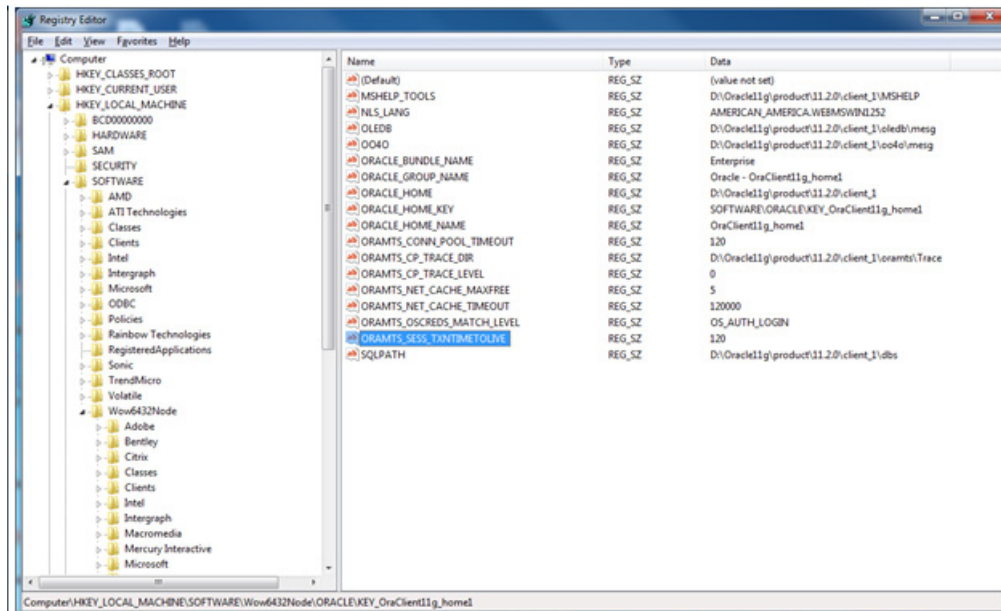 Registry Editor
File Edit View Favorites Help
Computer
HKEY_CLASSES_ROOT
HKEY_CURRENT_USER
HKEY_LOCAL_MACHINE
BCD00000000
HARDWARE
SAM
SECURITY
SOFTWARE
AMD
ATI Technologies
Classes
Clients
Intel
Intergraph
Microsoft
ODBC
Policies
Rainbow Technologies
RegisteredApplications
Sonic
TrendMicro
Volatile
Wow6432Node
Adobe
Bentley
Citrix
Classes
Clients
Intel
Intergraph
Macromedia
Mercury Interactive
Microsoft
Name Type Data
(Default) REG_SZ (value not set)
MSHELP_TOOLS REG_SZ D:\Oracle11g\product\11.2.0\client_1\MSHELP
NLS_LANG REG_SZ AMERICAN_AMERICA.WE8MSWIN1252
OLEDB REG_SZ D:\Oracle11g\product\11.2.0\client_1\oledb\mesg
OO4O REG_SZ D:\Oracle11g\product\11.2.0\client_1\oo4o\mesg
ORACLE_BUNDLE_NAME REG_SZ Enterprise
ORACLE_GROUP_NAME REG_SZ Oracle - OraClient11g_home1
ORACLE_HOME REG_SZ D:\Oracle11g\product\11.2.0\client_1
ORACLE_HOME_KEY REG_SZ SOFTWARE\ORACLE\KEY_OraClient11g_home1
ORACLE_HOME_NAME REG_SZ OraClient11g_home1
ORAMTS_CONN_POOL_TIMEOUT REG_SZ 120
ORAMTS_CP_TRACE_DIR REG_SZ D:\Oracle11g\product\11.2.0\client_1\oramts\Trace
ORAMTS_CP_TRACE_LEVEL REG_SZ 0
ORAMTS_NET_CACHE_MAXFREE REG_SZ 5
ORAMTS_NET_CACHE_TIMEOUT REG_SZ 120000
ORAMTS_OSCREDS_MATCH_LEVEL REG_SZ OS_AUTH_LOGIN
ORAMTS_SESS_TXNTIMETOLIVE REG_SZ 120
SQLPATH REG_SZ D:\Oracle11g\product\11.2.0\client_1\dbs
Computer\HKEY_LOCAL_MACHINE\SOFTWARE\Wow6432Node\ORACLE\KEY_OraClient11g_home1